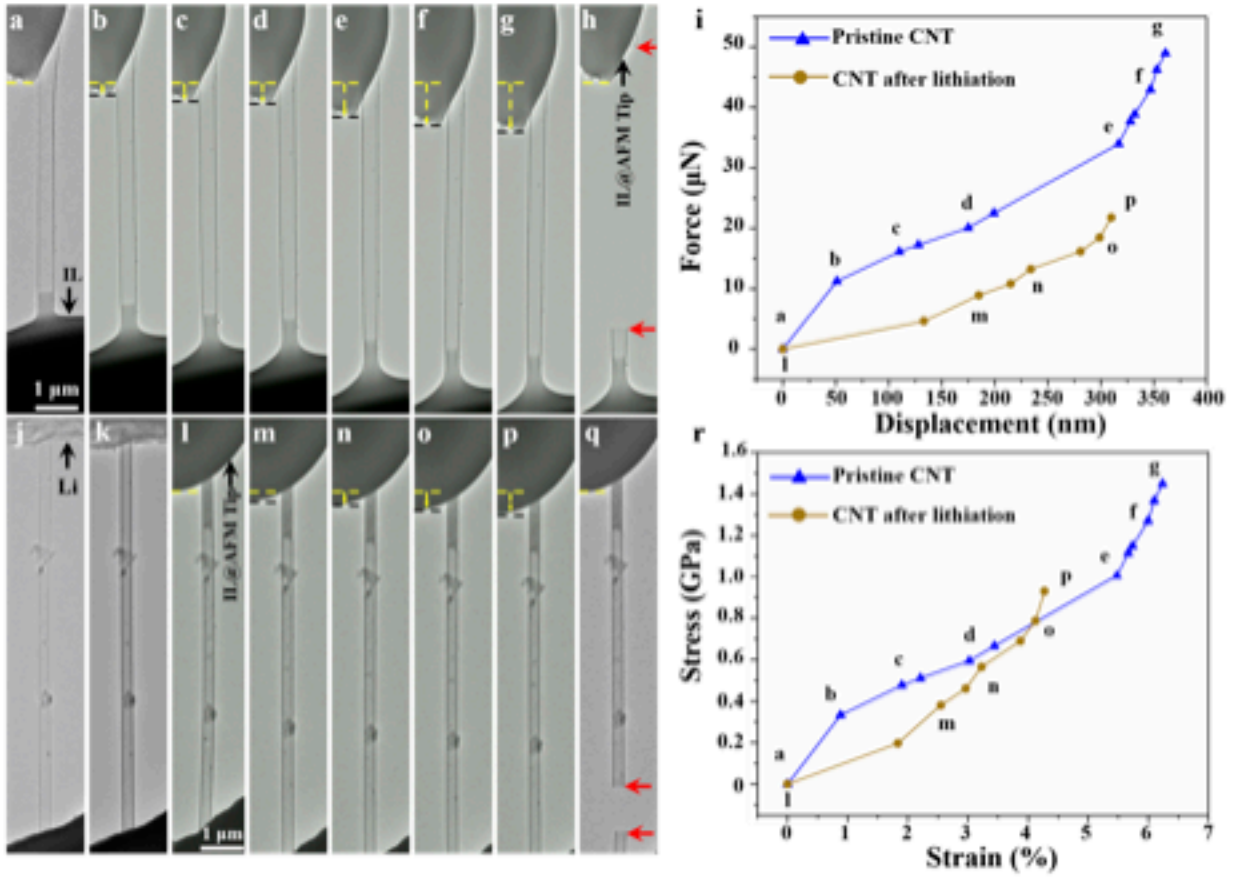 a b c d e f g h
IL@AFM Tip
IL
1 μm
j k l m n o p q
Li
IL@AFM Tip
1 μm
i
Pristine CNT
CNT after lithiation
Force (μN)
50
40
30
20
10
0
a b c d e f g
l m n o p
0 50 100 150 200 250 300 350 400
Displacement (nm)
r
Pristine CNT
CNT after lithiation
Stress (GPa)
1.6
1.4
1.2
1.0
0.8
0.6
0.4
0.2
0
a b c d e f g
l m n o p
0 1 2 3 4 5 6 7
Strain (%)